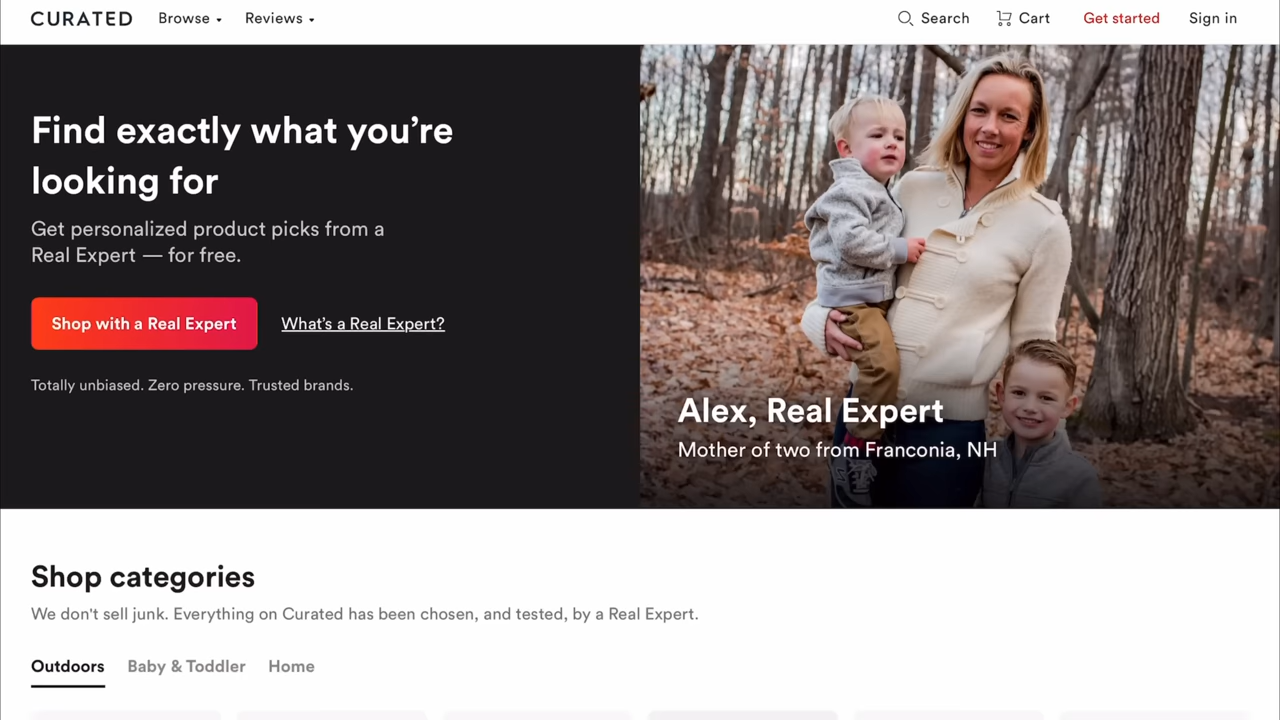 CURATED Browse Reviews Search Cart Get started Sign in
Find exactly what you’re
looking for
Get personalized product picks from a
Real Expert — for free.
Shop with a Real Expert What’s a Real Expert?
Totally unbiased. Zero pressure. Trusted brands.
Alex, Real Expert
Mother of two from Franconia, NH
Shop categories
We don't sell junk. Everything on Curated has been chosen, and tested, by a Real Expert.
Outdoors Baby & Toddler Home